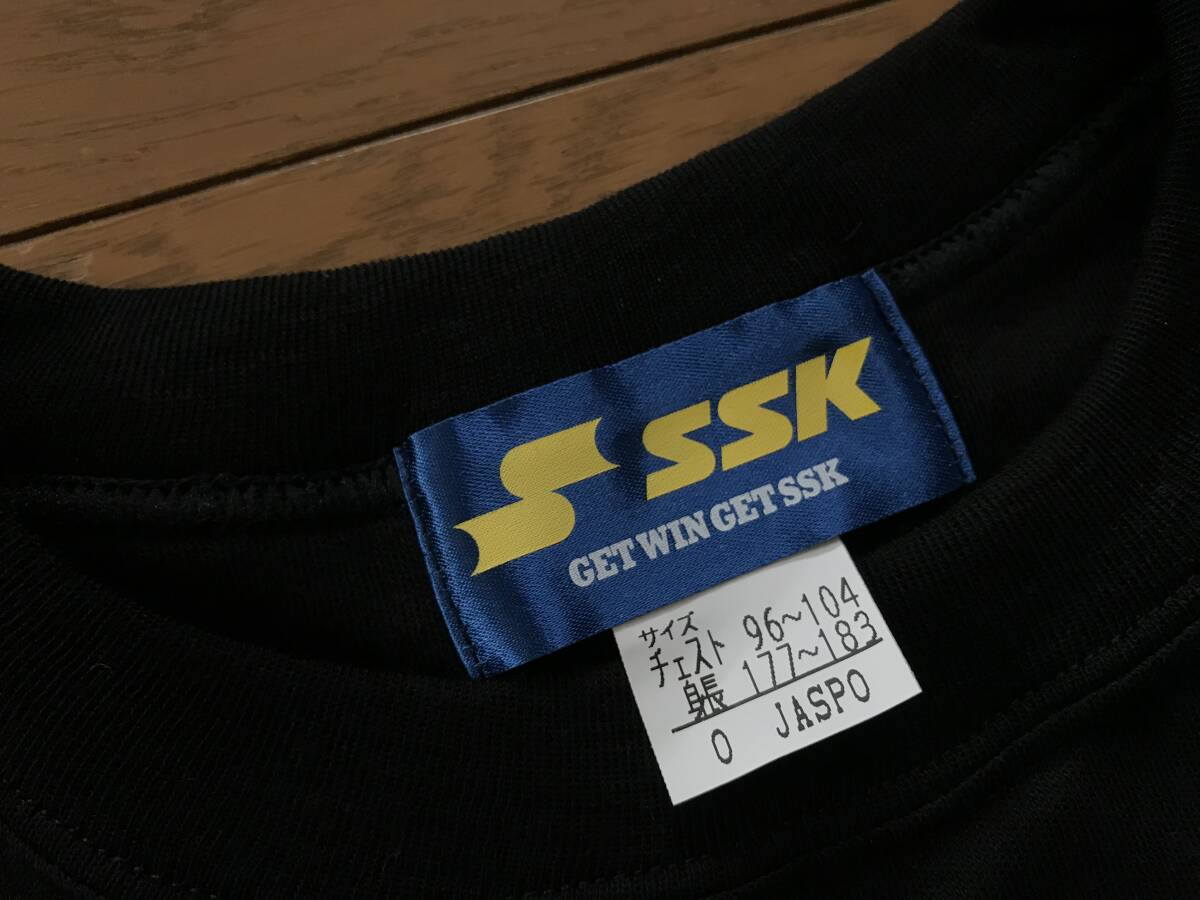 SSK
GET WIN GET SSK
サイズ
チェスト 96~104
身長 177~183
O JASPO